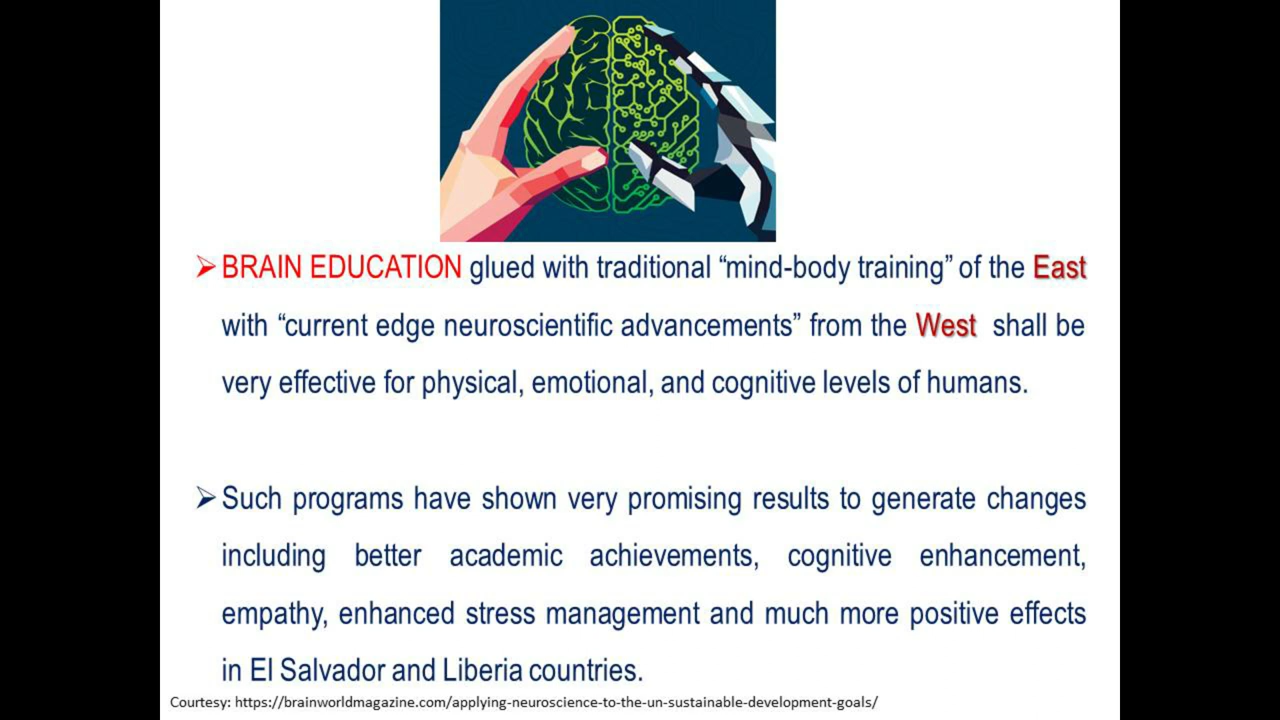 ➢ BRAIN EDUCATION glued with traditional “mind-body training” of the East
with “current edge neuroscientific advancements” from the West shall be
very effective for physical, emotional, and cognitive levels of humans.
➢ Such programs have shown very promising results to generate changes
including better academic achievements, cognitive enhancement,
empathy, enhanced stress management and much more positive effects
in El Salvador and Liberia countries.
Courtesy: https://brainworldmagazine.com/applying-neuroscience-to-the-un-sustainable-development-goals/